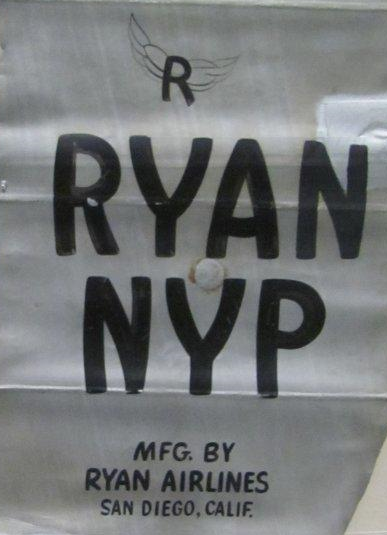 R
RYAN
NYP
MFG. BY
RYAN AIRLINES
SAN DIEGO, CALIF.